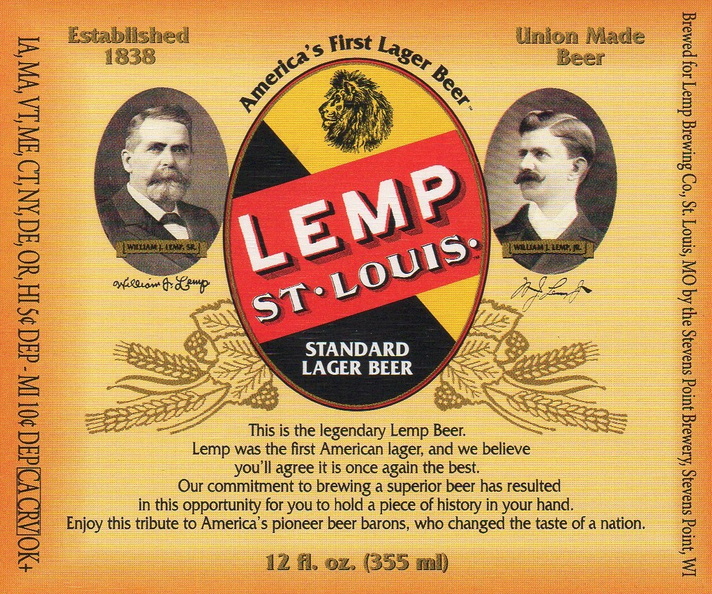 Established
1838
America's First Lager Beer™
Union Made
Beer
WILLIAM J. LEMP, SR.
William J. Lemp
LEMP
ST·LOUIS·
STANDARD
LAGER BEER
WILLIAM J. LEMP, JR.
W J Lemp Jr
This is the legendary Lemp Beer.
Lemp was the first American lager, and we believe
you'll agree it is once again the best.
Our commitment to brewing a superior beer has resulted
in this opportunity for you to hold a piece of history in your hand.
Enjoy this tribute to America's pioneer beer barons, who changed the taste of a nation.
12 fl. oz. (355 ml)
IA, MA, VT, ME, CT, NY, DE, OR, HI 5¢ DEP - MI 10¢ DEP CA CRV OK+
Brewed for Lemp Brewing Co., St. Louis, MO by the Stevens Point Brewery, Stevens Point, WI